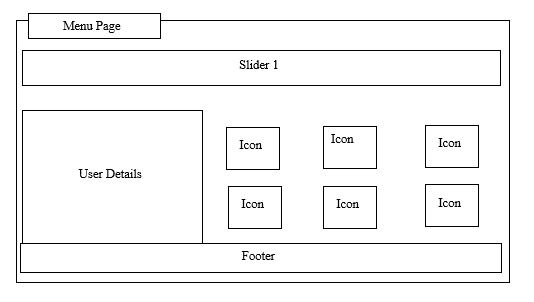 Menu Page
Slider 1
User Details
Icon
Icon
Icon
Icon
Icon
Icon
Footer